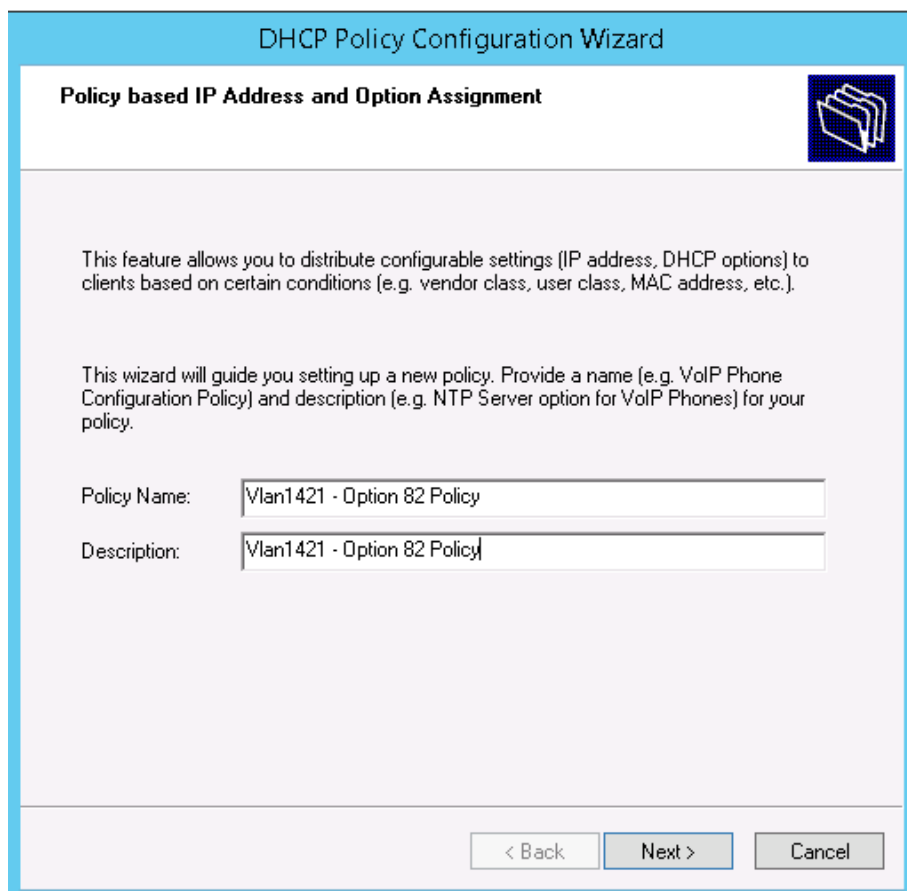 DHCP Policy Configuration Wizard
Policy based IP Address and Option Assignment
This feature allows you to distribute configurable settings (IP address, DHCP options) to
clients based on certain conditions (e.g. vendor class, user class, MAC address, etc.).
This wizard will guide you setting up a new policy. Provide a name (e.g. VoIP Phone
Configuration Policy) and description (e.g. NTP Server option for VoIP Phones) for your
policy.
Policy Name: Vlan1421 - Option 82 Policy
Description: Vlan1421 - Option 82 Policy
< Back Next > Cancel